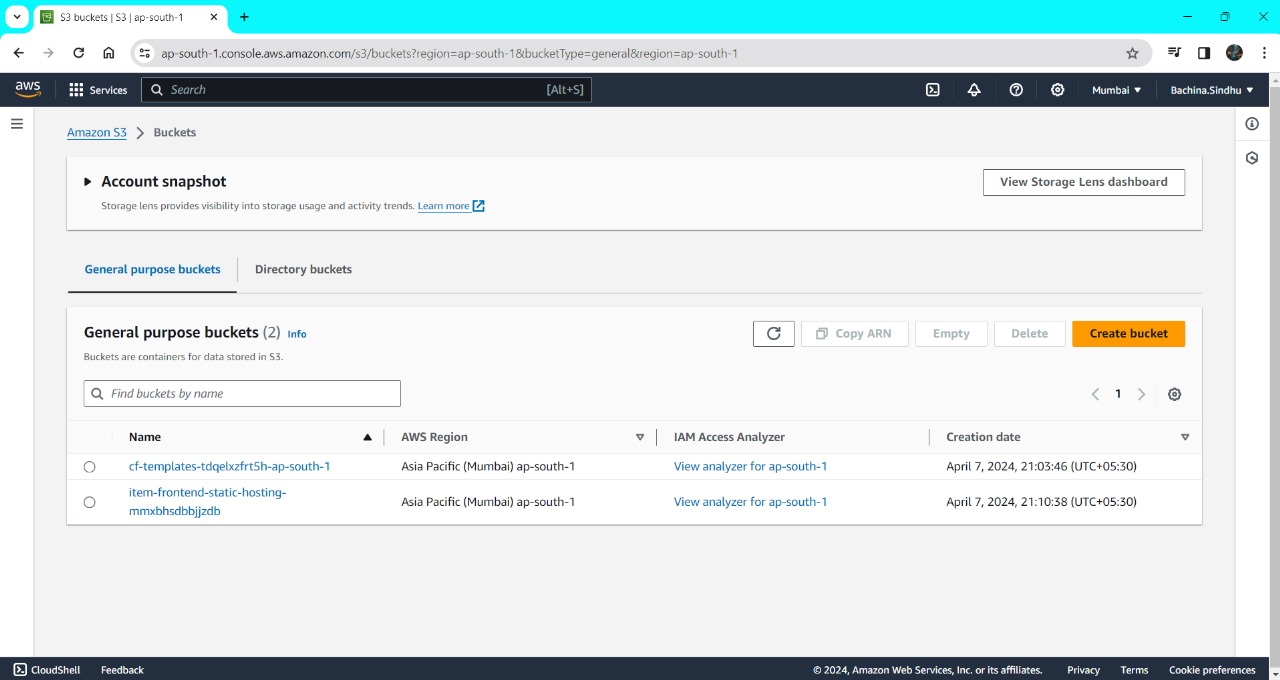 S3 buckets | S3 | ap-south-1
ap-south-1.console.aws.amazon.com/s3/buckets?region=ap-south-1&bucketType=general&region=ap-south-1
aws Services Search [Alt+S] Mumbai ▼ Bachina.Sindhu ▼
Amazon S3 > Buckets
Account snapshot
View Storage Lens dashboard
Storage lens provides visibility into storage usage and activity trends. Learn more
General purpose buckets Directory buckets
General purpose buckets (2) Info
Copy ARN Empty Delete Create bucket
Buckets are containers for data stored in S3.
Find buckets by name
1
Name AWS Region IAM Access Analyzer Creation date
cf-templates-tdqelxzfrt5h-ap-south-1 Asia Pacific (Mumbai) ap-south-1 View analyzer for ap-south-1 April 7, 2024, 21:03:46 (UTC+05:30)
item-frontend-static-hosting-
mmxbhsdbbjjzdb Asia Pacific (Mumbai) ap-south-1 View analyzer for ap-south-1 April 7, 2024, 21:10:38 (UTC+05:30)
CloudShell Feedback © 2024, Amazon Web Services, Inc. or its affiliates. Privacy Terms Cookie preferences